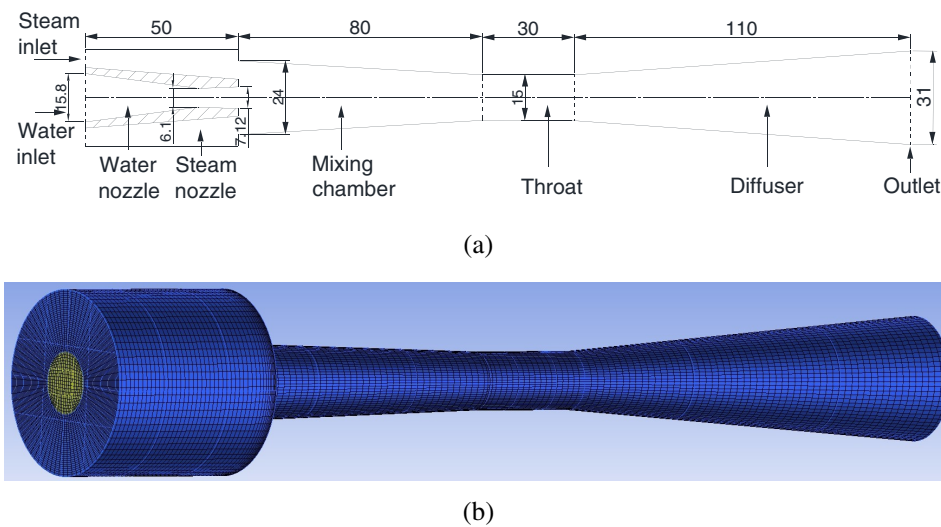 Steam
inlet
50
80
30
110
15.8
6.1
7.12
24
15
31
Water
inlet
Water
nozzle
Steam
nozzle
Mixing
chamber
Throat
Diffuser
Outlet
(a)
(b)